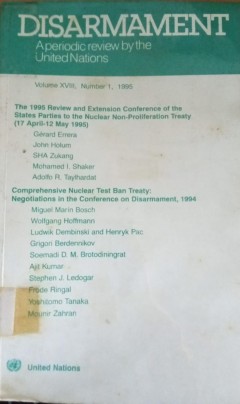 DISARMAMENT
A periodic review by the
United Nations
Volume XVIII, Number 1, 1995
The 1995 Review and Extension Conference of the
States Parties to the Nuclear Non-Proliferation Treaty
(17 April-12 May 1995)
Gérard Errera
John Holum
SHA Zukang
Mohamed I. Shaker
Adolfo R. Taylhardat
Comprehensive Nuclear Test Ban Treaty:
Negotiations in the Conference on Disarmament, 1994
Miguel Marín Bosch
Wolfgang Hoffmann
Ludwik Dembinski and Henryk Pac
Grigori Berdennikov
Soemadi D. M. Brotodiningrat
Ajit Kumar
Stephen J. Ledogar
Frode Ringal
Yoshitomo Tanaka
Mounir Zahran
United Nations